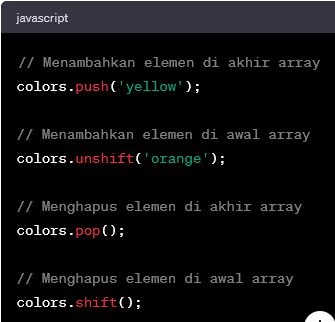 javascript
// Menambahkan elemen di akhir array
colors.push('yellow');
// Menambahkan elemen di awal array
colors.unshift('orange');
// Menghapus elemen di akhir array
colors.pop();
// Menghapus elemen di awal array
colors.shift();